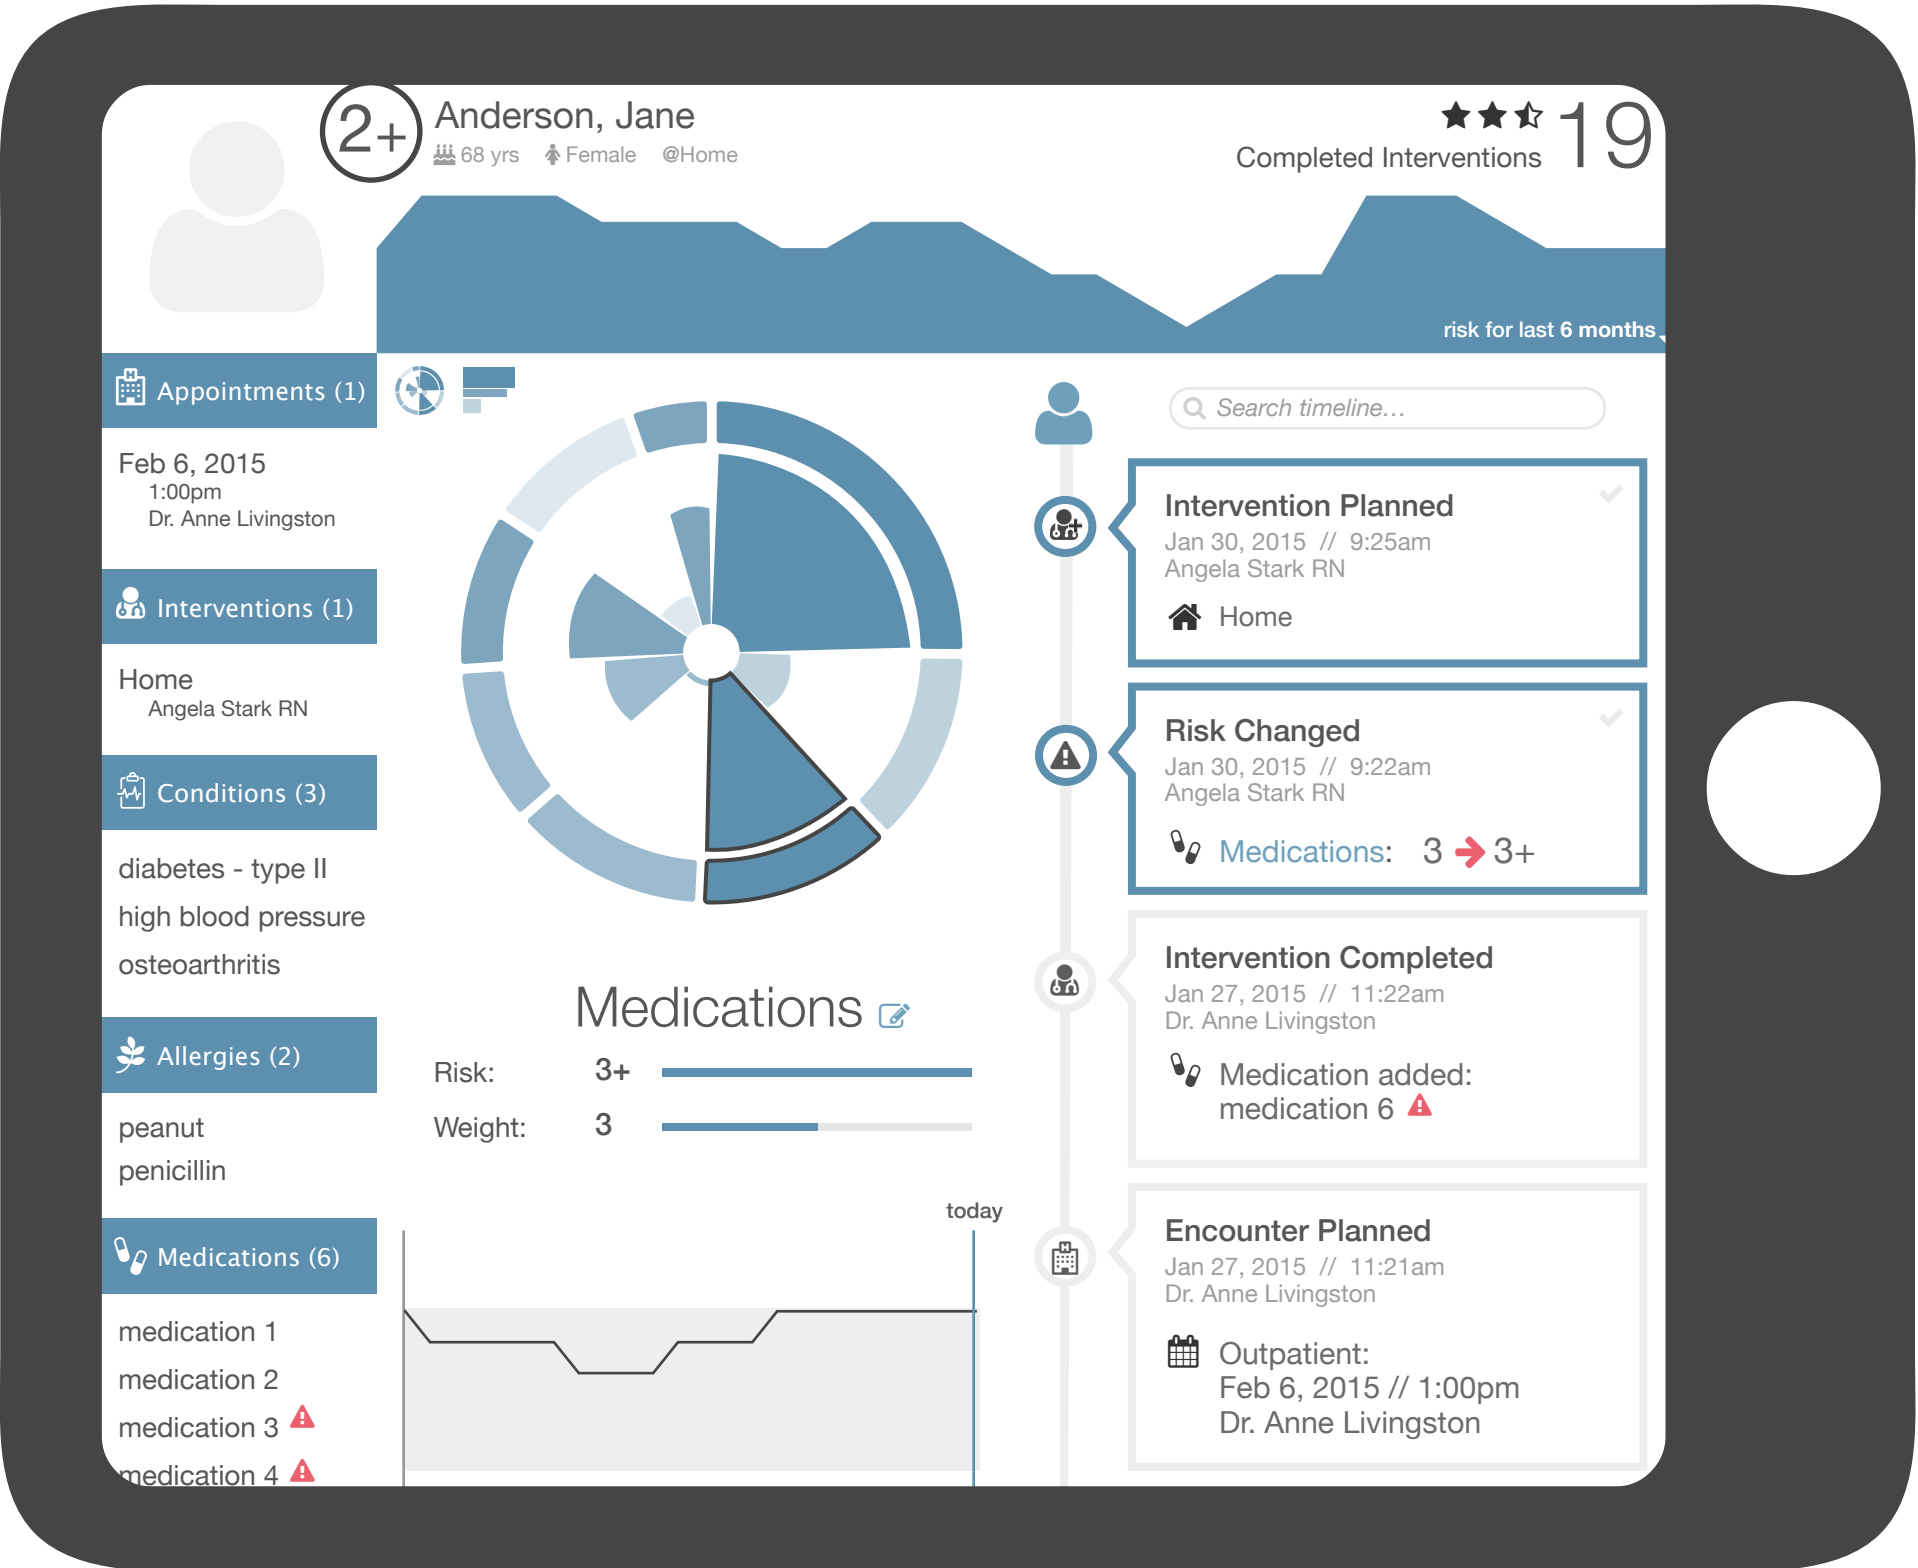 2+
Anderson, Jane
68 yrs Female @Home
19
Completed Interventions
risk for last 6 months
Appointments (1)
Feb 6, 2015
1:00pm
Dr. Anne Livingston
Interventions (1)
Home
Angela Stark RN
Conditions (3)
diabetes - type II
high blood pressure
osteoarthritis
Allergies (2)
peanut
penicillin
Medications (6)
medication 1
medication 2
medication 3
medication 4
Medications
Risk: 3+
Weight: 3
today
Search timeline...
Intervention Planned
Jan 30, 2015 // 9:25am
Angela Stark RN
Home
Risk Changed
Jan 30, 2015 // 9:22am
Angela Stark RN
Medications: 3 3+
Intervention Completed
Jan 27, 2015 // 11:22am
Dr. Anne Livingston
Medication added:
medication 6
Encounter Planned
Jan 27, 2015 // 11:21am
Dr. Anne Livingston
Outpatient:
Feb 6, 2015 // 1:00pm
Dr. Anne Livingston